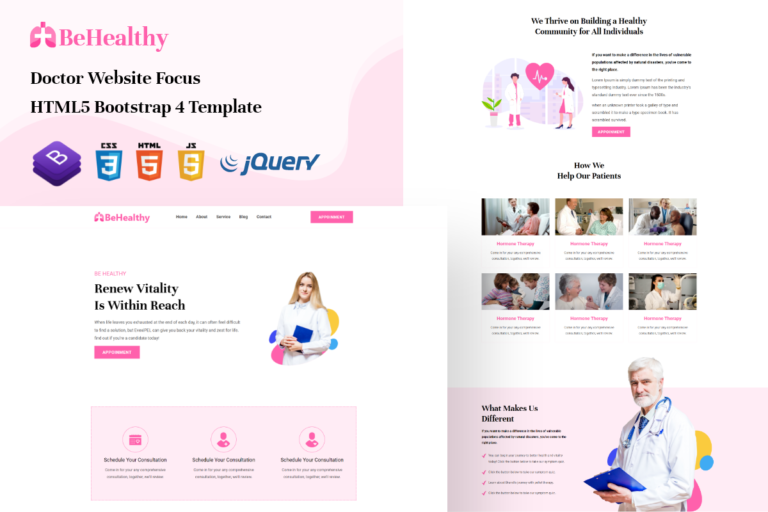 BeHealthy
Doctor Website Focus
HTML5 Bootstrap 4 Template
B
CSS
3
HTML
5
JS
5
jQuery
BeHealthy
Home
About
Service
Blog
Contact
APPOINMENT
BE HEALTHY
Renew Vitality
Is Within Reach
When life leaves you exhausted at the end of each day, it can often feel difficult
to find a solution, but
can give you back your vitality and zest for life,
find out if you're a candidate today!
APPOINMENT
Schedule Your Consultation
Come in for your any comprehensive
consultation, together, we'll review.
Schedule Your Consultation
Come in for your any comprehensive
consultation, together, we'll review.
Schedule Your Consultation
Come in for your any comprehensive
consultation, together, we'll review.
We Thrive on Building a Healthy
Community for All Individuals
If you want to make a difference in the lives of vulnerable
populations affected by natural disasters, you've come to
the right place.
Lorem Ipsum is simply dummy text of the printing and
typesetting industry. Lorem Ipsum has been the industry's
standard dummy text ever since the 1500s,
when an unknown printer took a galley of type and
scrambled it to make a type specimen book. It has
survived.
APPOINMENT
How We
Help Our Patients
Hormone Therapy
Come in for your any comprehensive
consultation, together, we'll review.
Hormone Therapy
Come in for your any comprehensive
consultation, together, we'll review.
Hormone Therapy
Come in for your any comprehensive
consultation, together, we'll review.
Hormone Therapy
Come in for your any comprehensive
consultation, together, we'll review.
Hormone Therapy
Come in for your any comprehensive
consultation, together, we'll review.
Hormone Therapy
Come in for your any comprehensive
consultation, together, we'll review.
What Makes Us
Different
If you want to make a difference in the lives of vulnerable
populations affected by natural disasters, you've come to the
right place.